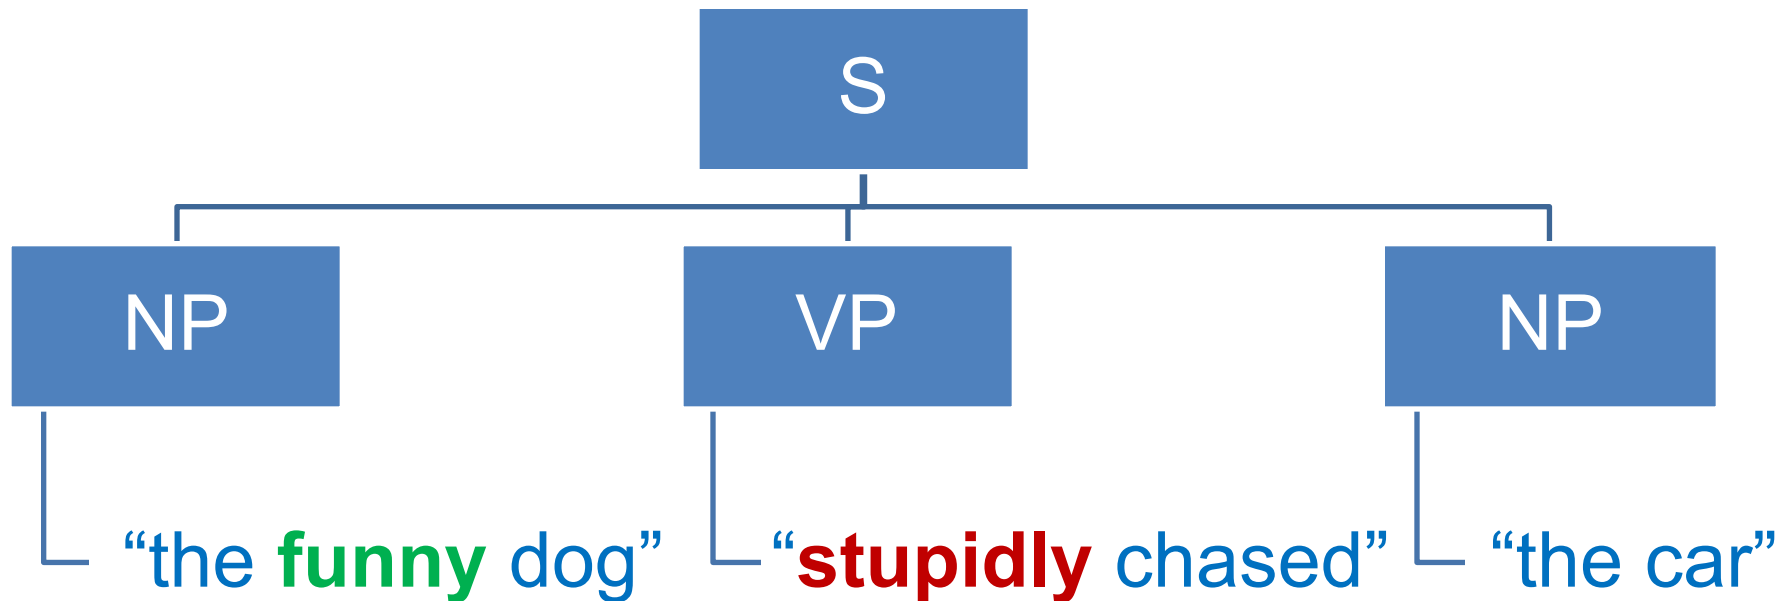 S
NP VP NP
“the funny dog” “stupidly chased” “the car”